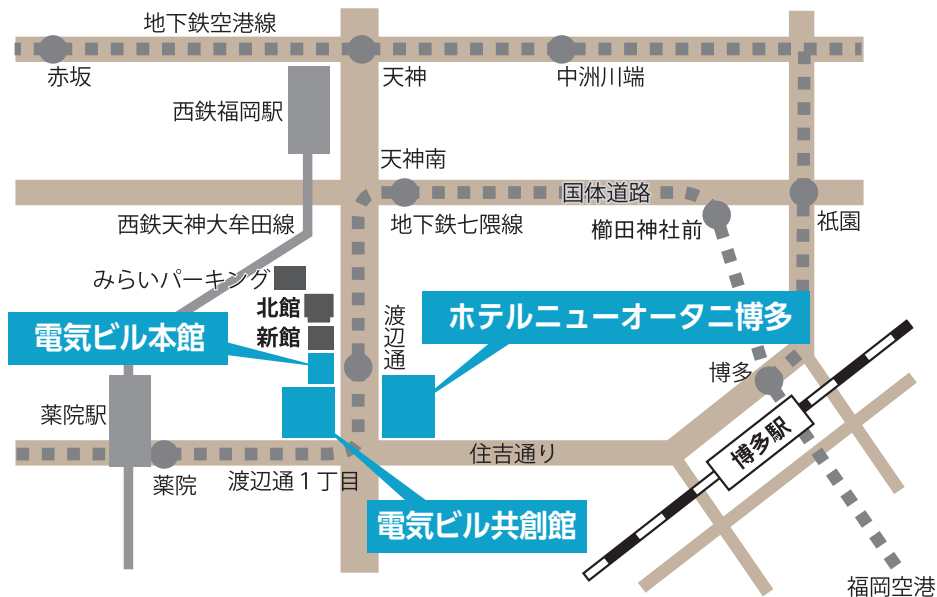 地下鉄空港線
赤坂
天神
中洲川端
西鉄福岡駅
天神南
国体道路
西鉄天神大牟田線
地下鉄七隈線
櫛田神社前
祇園
みらいパーキング
北館
新館
渡辺通
ホテルニューオータニ博多
電気ビル本館
博多
薬院駅
博多駅
住吉通り
薬院
渡辺通1丁目
電気ビル共創館
福岡空港